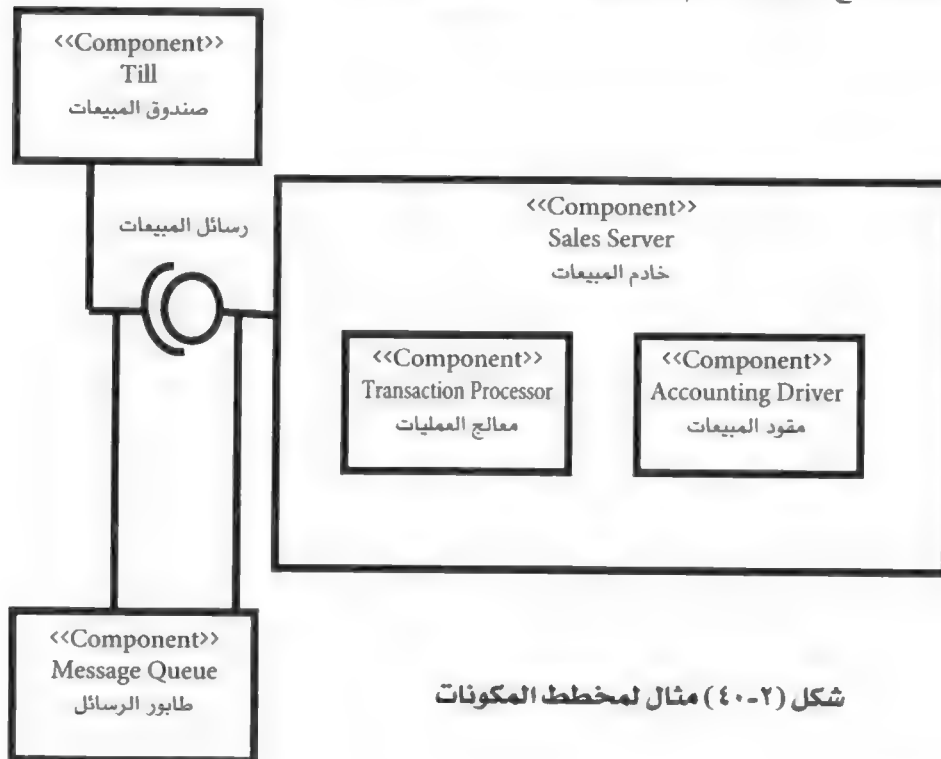 <<Component>>
Till
صندوق المبيعات
رسائل المبيعات
<<Component>>
Sales Server
خادم المبيعات
<<Component>>
Transaction Processor
معالج العمليات
<<Component>>
Accounting Driver
مقود المبيعات
<<Component>>
Message Queue
طابور الرسائل
شكل (٢-٤٠) مثال لمخطط المكونات